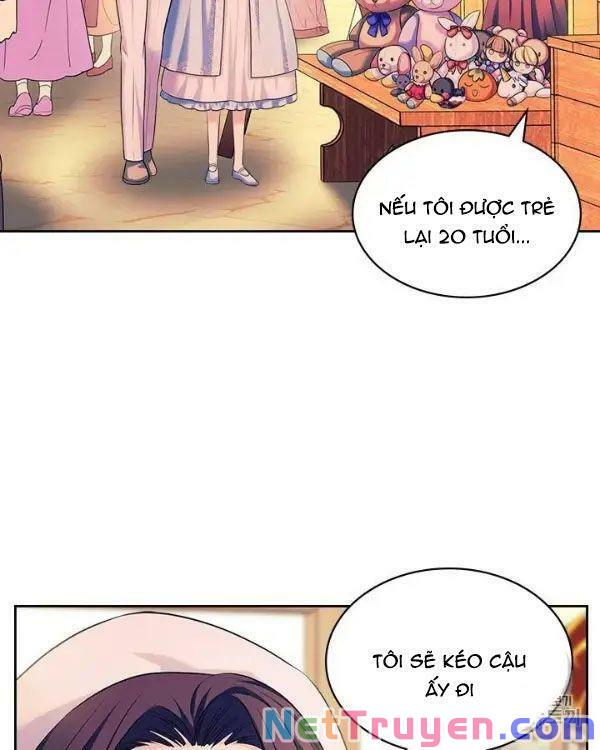 NẾU TÔI ĐƯỢC TRẺ
LẠI 20 TUỔI...
TÔI SẼ KÉO CẬU
ẤY ĐI
NetTruyen.com